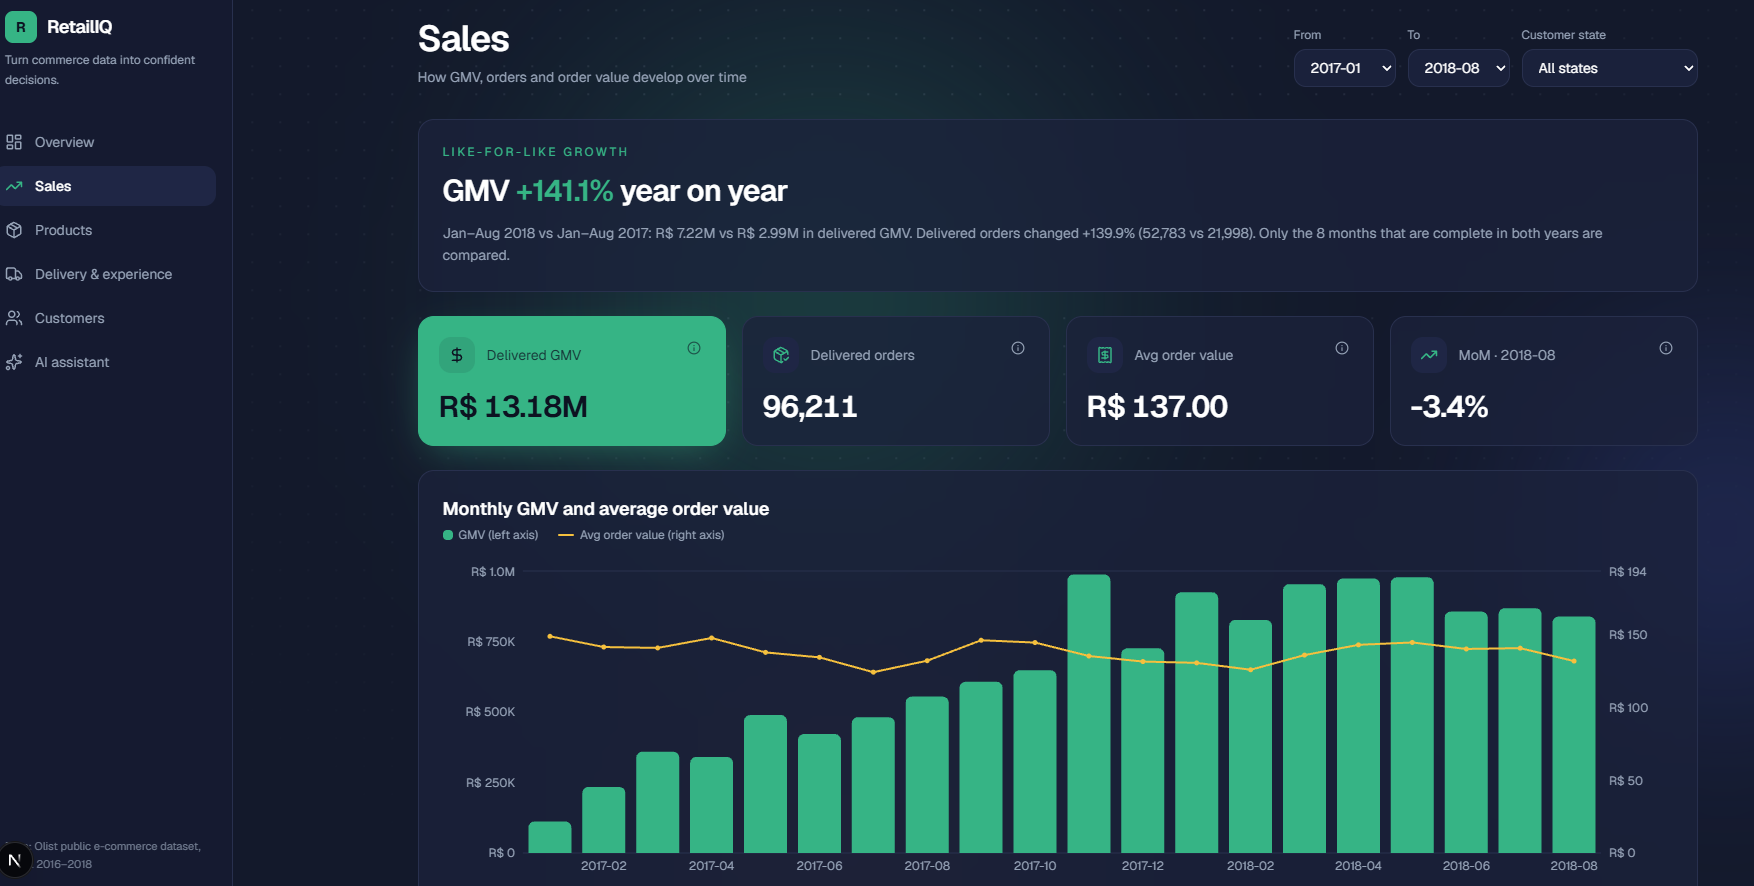 R RetailIQ
Turn commerce data into confident
decisions.
Overview
Sales
Products
Delivery & experience
Customers
AI assistant
Olist public e-commerce dataset,
2016–2018
N
Sales
How GMV, orders and order value develop over time
From
2017-01
To
2018-08
Customer state
All states
LIKE-FOR-LIKE GROWTH
GMV +141.1% year on year
Jan–Aug 2018 vs Jan–Aug 2017: R$ 7.22M vs R$ 2.99M in delivered GMV. Delivered orders changed +139.9% (52,783 vs 21,998). Only the 8 months that are complete in both years are
compared.
$ Delivered GMV
R$ 13.18M
Delivered orders
96,211
$ Avg order value
R$ 137.00
MoM · 2018-08
-3.4%
Monthly GMV and average order value
GMV (left axis) Avg order value (right axis)
R$ 1.0M
R$ 750K
R$ 500K
R$ 250K
R$ 0
R$ 194
R$ 150
R$ 100
R$ 50
R$ 0
2017-02 2017-04 2017-06 2017-08 2017-10 2017-12 2018-02 2018-04 2018-06 2018-08